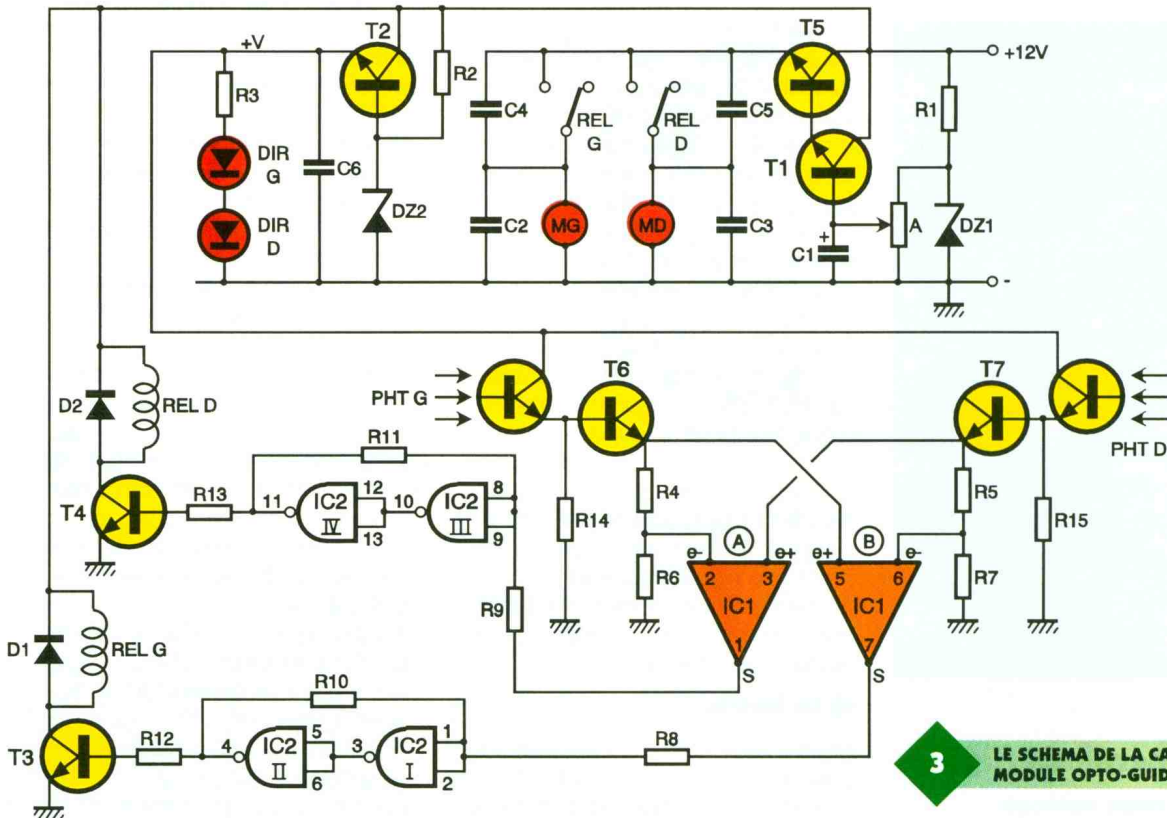 T2
T5
+V
+12V
R3
R2
C4
REL
G
REL
D
C5
R1
DIR
G
C6
T1
DZ2
DIR
D
C2
MG
MD
C3
A
DZ1
+
C1
-
T6
T7
PHT G
PHT D
D2
REL D
R11
R4
R5
R13
11
IC2
IV
12
13
10
IC2
III
8
9
R14
R15
T4
A
B
e-
e+
e+
e-
R6
2
3
5
6
R7
IC1
IC1
R9
1
7
S
S
D1
REL G
R10
R12
4
IC2
II
5
6
3
IC2
I
1
2
R8
T3
3
LE SCHEMA DE LA
MODULE